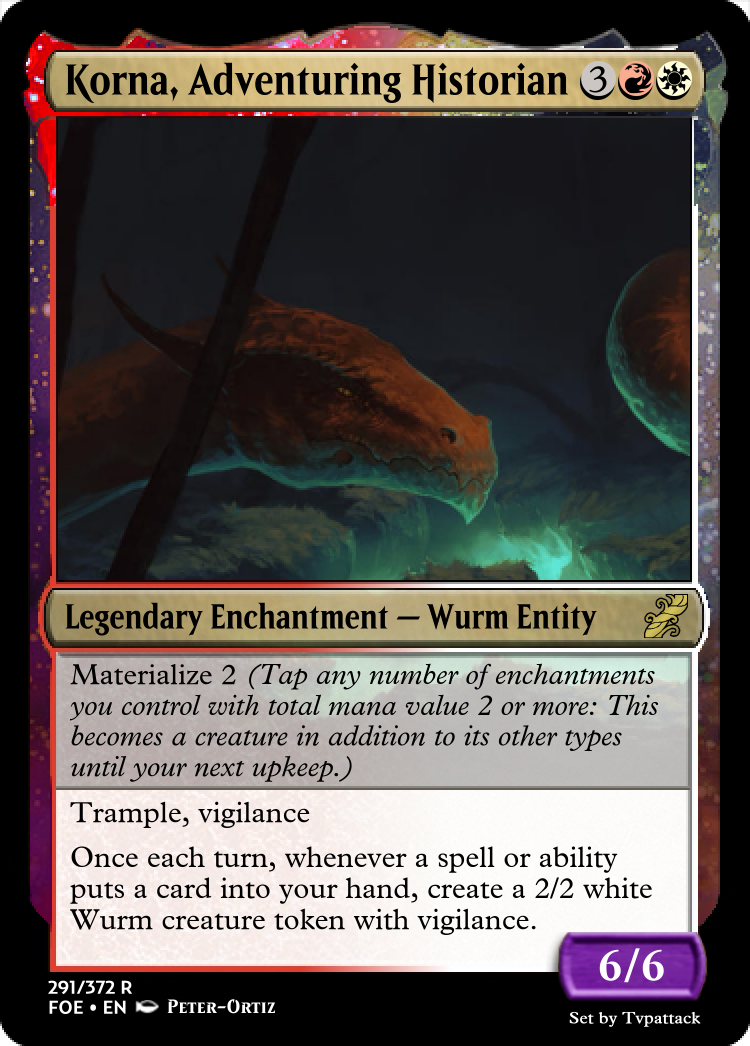 Korna, Adventuring Historian 3
Legendary Enchantment — Wurm Entity
Materialize 2 (Tap any number of enchantments
you control with total mana value 2 or more: This
becomes a creature in addition to its other types
until your next upkeep.)
Trample, vigilance
Once each turn, whenever a spell or ability
puts a card into your hand, create a 2/2 white
Wurm creature token with vigilance.
6/6
291/372 R
FOE • EN Peter-Ortiz
Set by Tvpattack